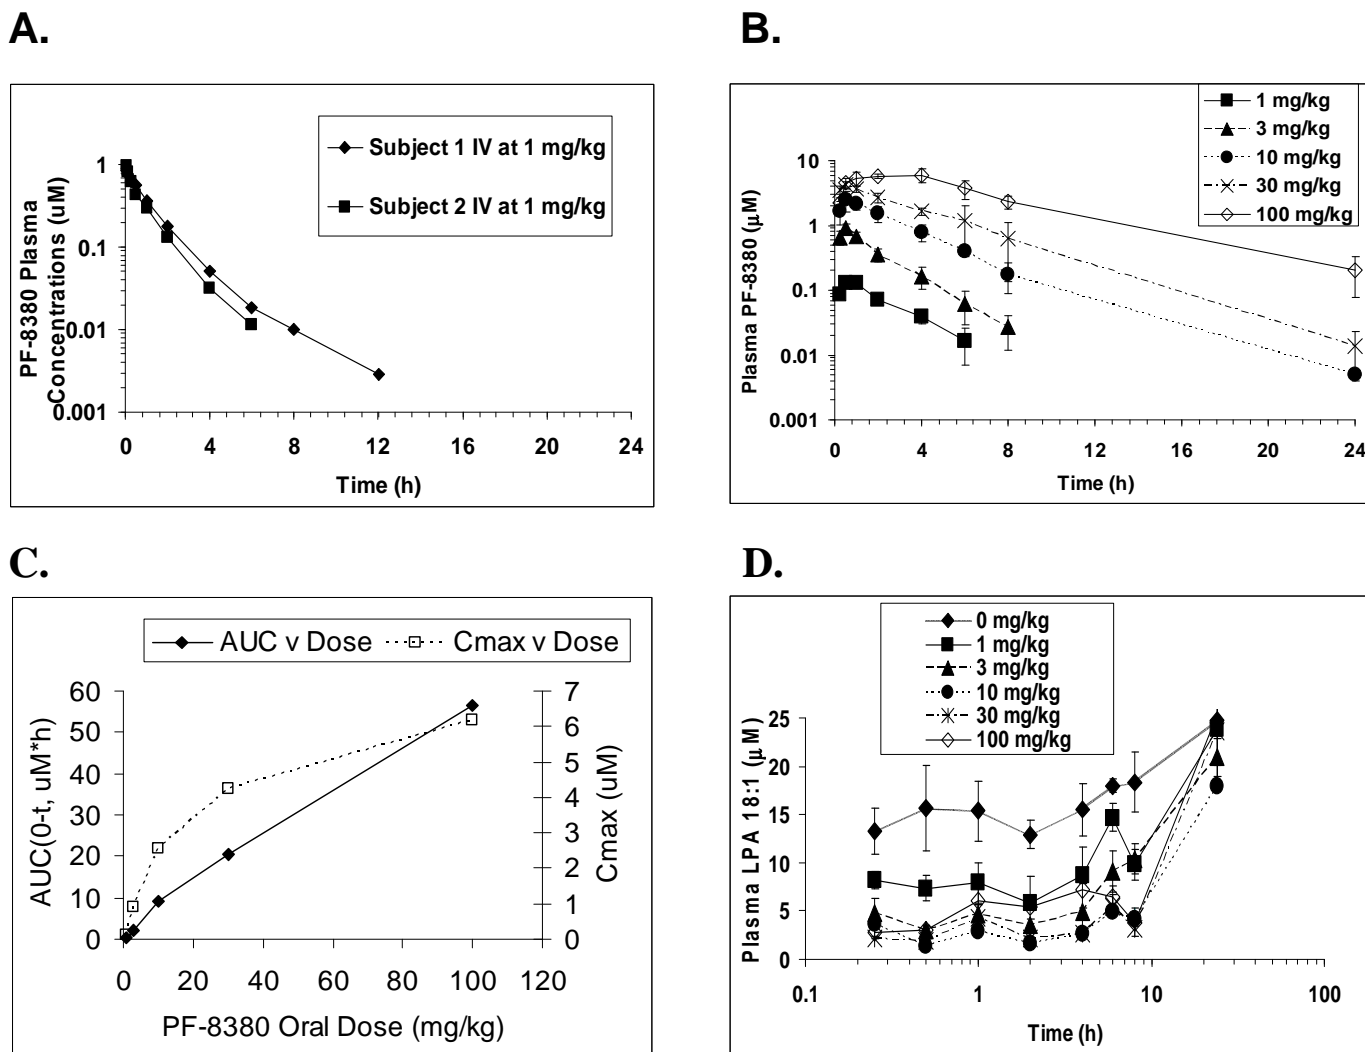 A.
Subject 1 IV at 1 mg/kg
Subject 2 IV at 1 mg/kg
PF-8380 Plasma
Concentrations (uM)
1
0.1
0.01
0.001
0 4 8 12 16 20 24
Time (h)
B.
1 mg/kg
3 mg/kg
10 mg/kg
30 mg/kg
100 mg/kg
Plasma PF-8380 (μM)
10
1
0.1
0.01
0.001
0 4 8 12 16 20 24
Time (h)
C.
AUC v Dose Cmax v Dose
AUC(0-t, uM*h)
60
50
40
30
20
10
0
7
6
5
4
3
2
1
0
Cmax (uM)
0 20 40 60 80 100 120
PF-8380 Oral Dose (mg/kg)
D.
0 mg/kg
1 mg/kg
3 mg/kg
10 mg/kg
30 mg/kg
100 mg/kg
Plasma LPA 18:1 (μM)
25
20
15
10
5
0
0.1 1 10 100
Time (h)